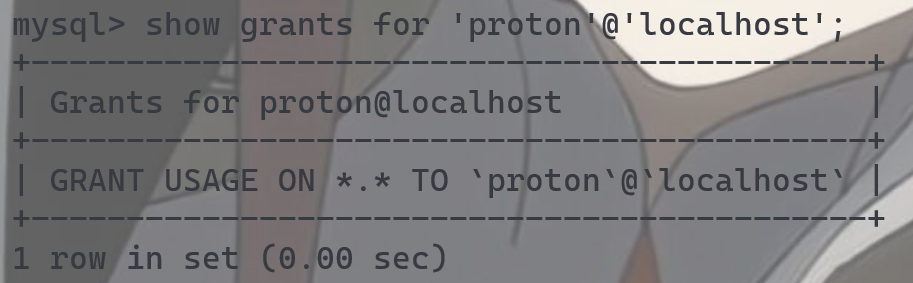 mysql> show grants for 'proton'@'localhost';
+--------------------------------------------+
| Grants for proton@localhost                |
+--------------------------------------------+
| GRANT USAGE ON *.* TO `proton`@`localhost` |
+--------------------------------------------+
1 row in set (0.00 sec)